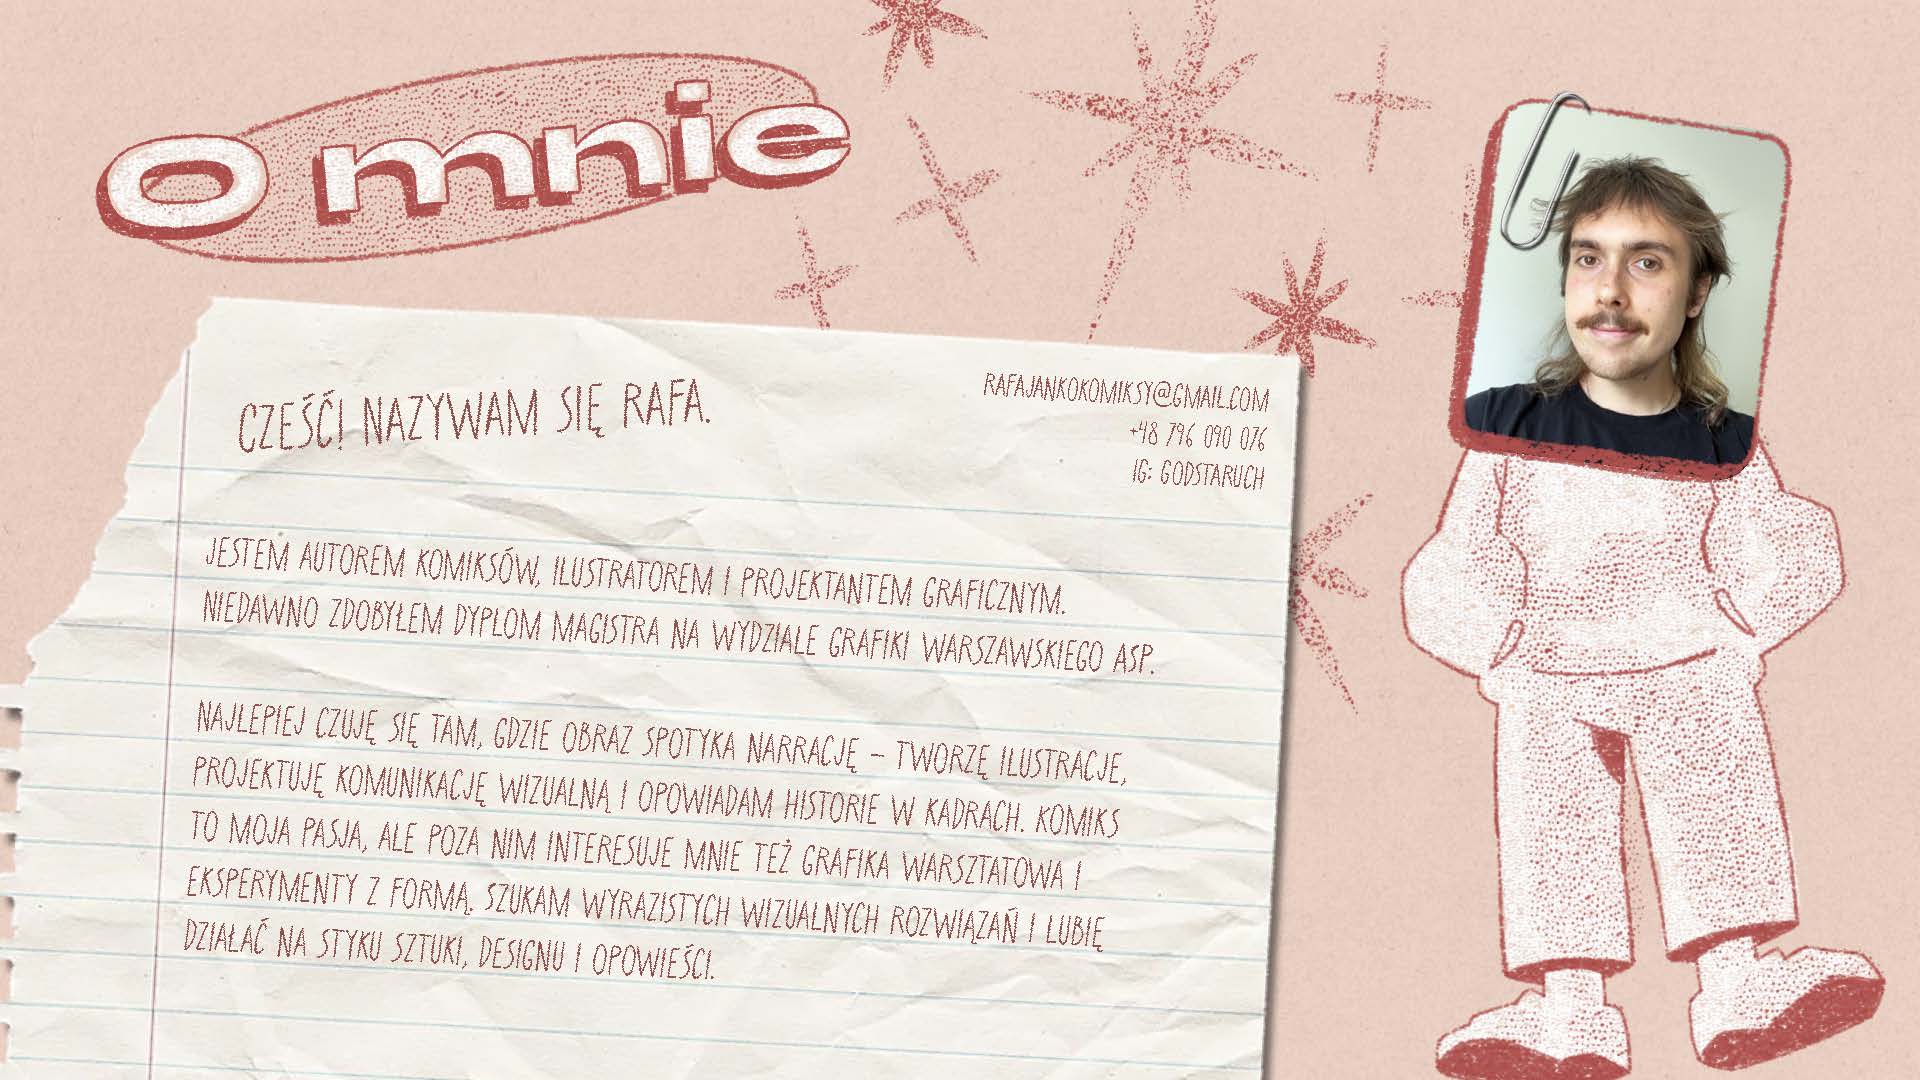 O mnie
CZEŚĆ! NAZYWAM SIĘ RAFA.
RAFAJANKOKOMIKSY@GMAIL.COM
+48 796 090 076
IG: GODSTARUCH
JESTEM AUTOREM KOMIKSÓW, ILUSTRATOREM I PROJEKTANTEM GRAFICZNYM.
NIEDAWNO ZDOBYŁEM DYPLOM MAGISTRA NA WYDZIALE GRAFIKI WARSZAWSKIEGO ASP.
NAJLEPIEJ CZUJĘ SIĘ TAM, GDZIE OBRAZ SPOTYKA NARRACJĘ – TWORZĘ ILUSTRACJE,
PROJEKTUJĘ KOMUNIKACJĘ WIZUALNĄ I OPOWIADAM HISTORIE W KADRACH. KOMIKS
TO MOJA PASJA, ALE POZA NIM INTERESUJE MNIE TEŻ GRAFIKA WARSZTATOWA I
EKSPERYMENTY Z FORMĄ. SZUKAM WYRAZISTYCH WIZUALNYCH ROZWIĄZAŃ I LUBIĘ
DZIAŁAĆ NA STYKU SZTUKI, DESIGNU I OPOWIEŚCI.